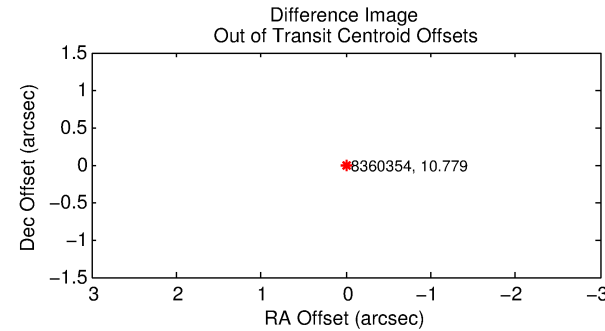 Difference Image
Out of Transit Centroid Offsets
1.5
1
0.5
0
−0.5
−1
−1.5
Dec Offset (arcsec)
8360354, 10.779
3 2 1 0 −1 −2 −3
RA Offset (arcsec)